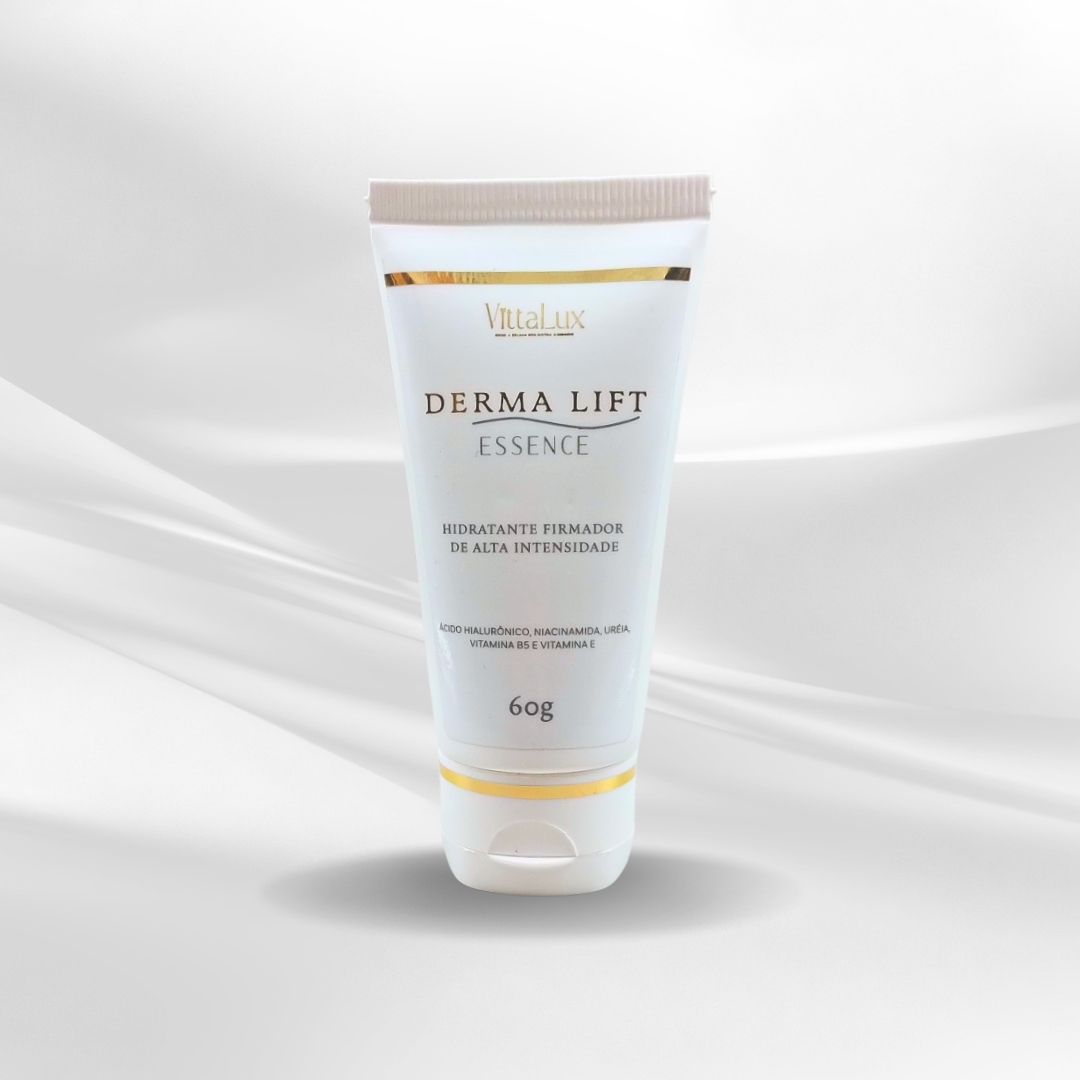 VittaLux
DERMA LIFT
ESSENCE
HIDRATANTE FIRMADOR
DE ALTA INTENSIDADE
ÁCIDO HIALURÔNICO, NIACINAMIDA, URÉIA,
VITAMINA B5 E VITAMINA E
60g